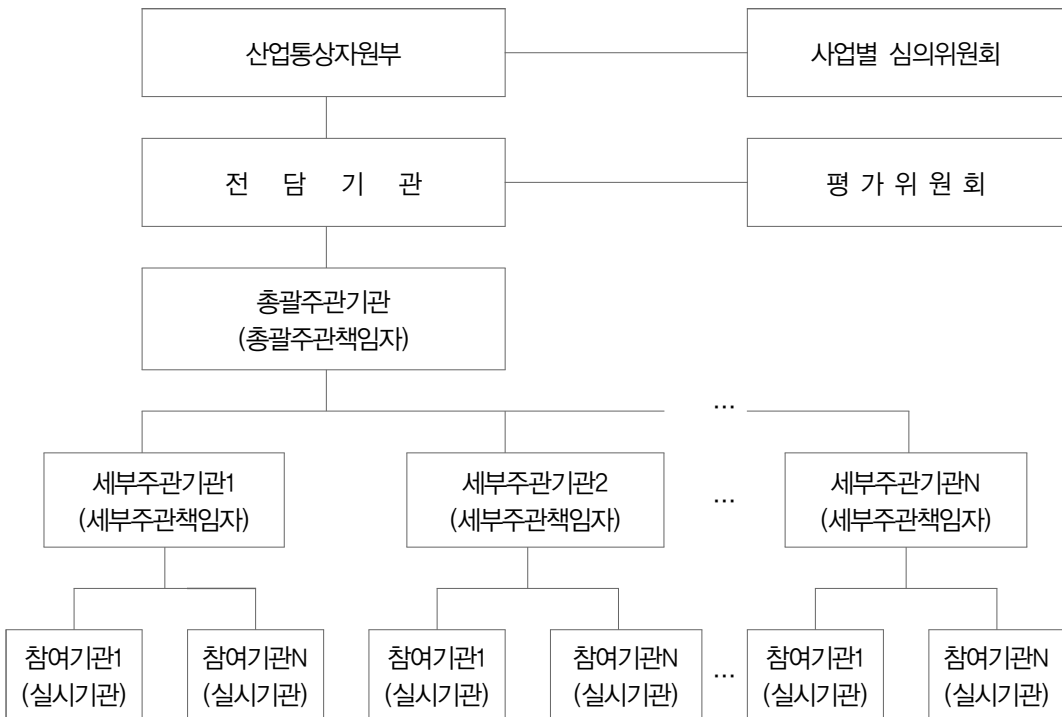 산업통상자원부
사업별 심의위원회
전 담 기 관
평 가 위 원 회
총괄주관기관
(총괄주관책임자)
...
세부주관기관1
(세부주관책임자)
세부주관기관2
(세부주관책임자)
...
세부주관기관N
(세부주관책임자)
참여기관1
(실시기관)
참여기관N
(실시기관)
참여기관1
(실시기관)
참여기관N
(실시기관)
...
참여기관1
(실시기관)
참여기관N
(실시기관)